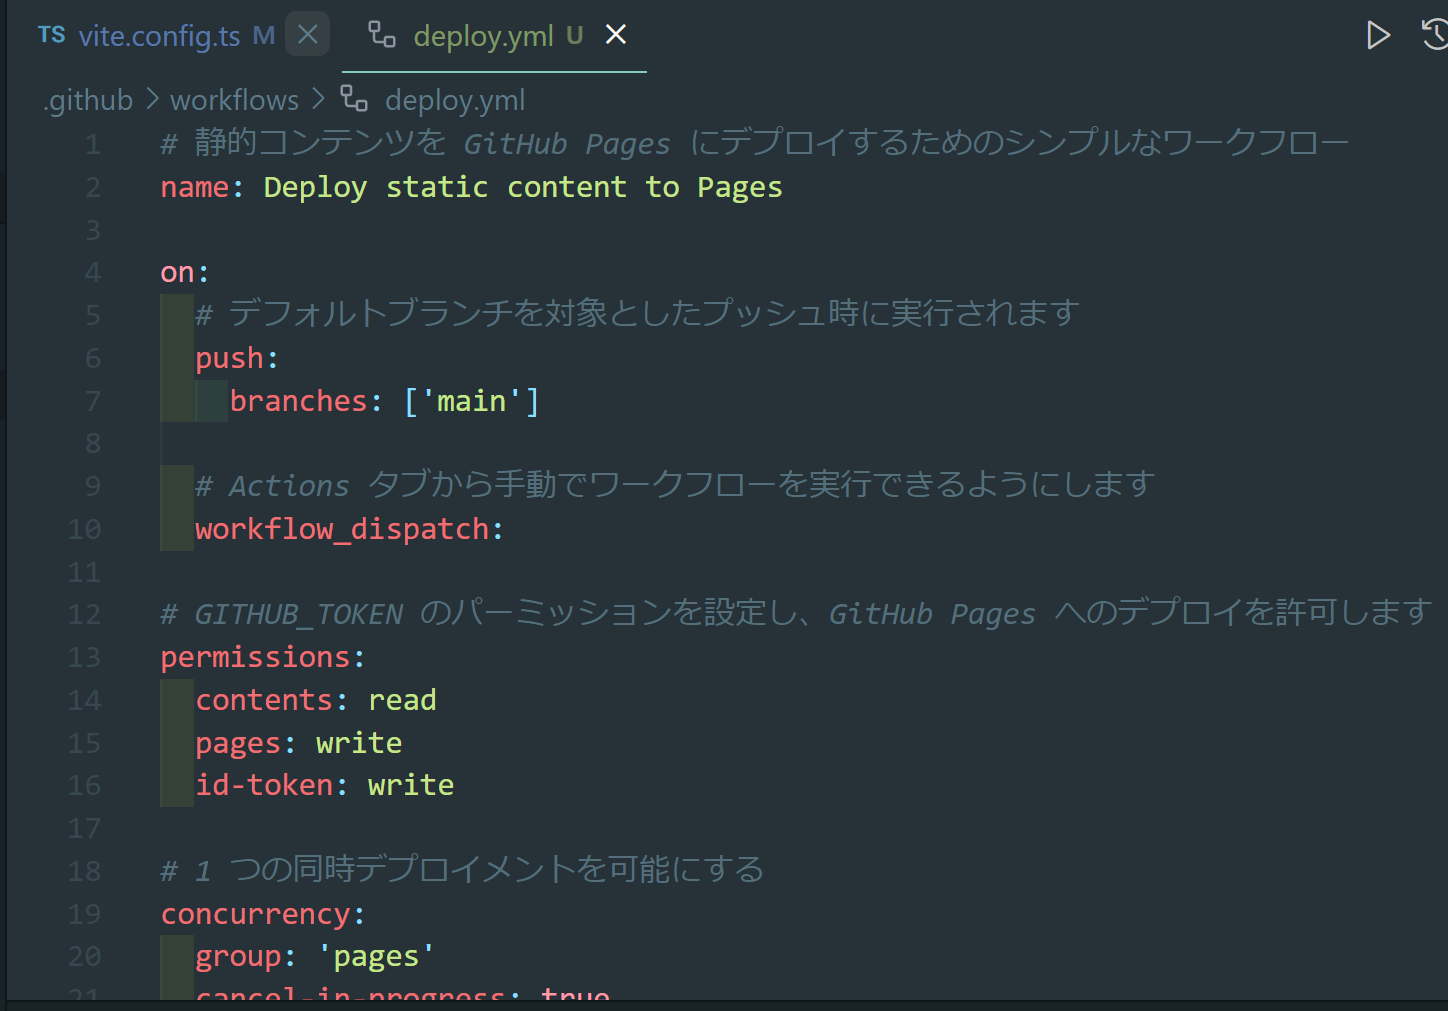 TS vite.config.ts M deploy.yml U
.github > workflows > deploy.yml
1 # 静的コンテンツを GitHub Pages にデプロイするためのシンプルなワークフロー
2 name: Deploy static content to Pages
3
4 on:
5 # デフォルトブランチを対象としたプッシュ時に実行されます
6 push:
7 branches: ['main']
8
9 # Actions タブから手動でワークフローを実行できるようにします
10 workflow_dispatch:
11
12 # GITHUB_TOKEN のパーミッションを設定し、GitHub Pages へのデプロイを許可します
13 permissions:
14 contents: read
15 pages: write
16 id-token: write
17
18 # 1 つの同時デプロイメントを可能にする
19 concurrency:
20 group: 'pages'
21 cancel-in-progress: true